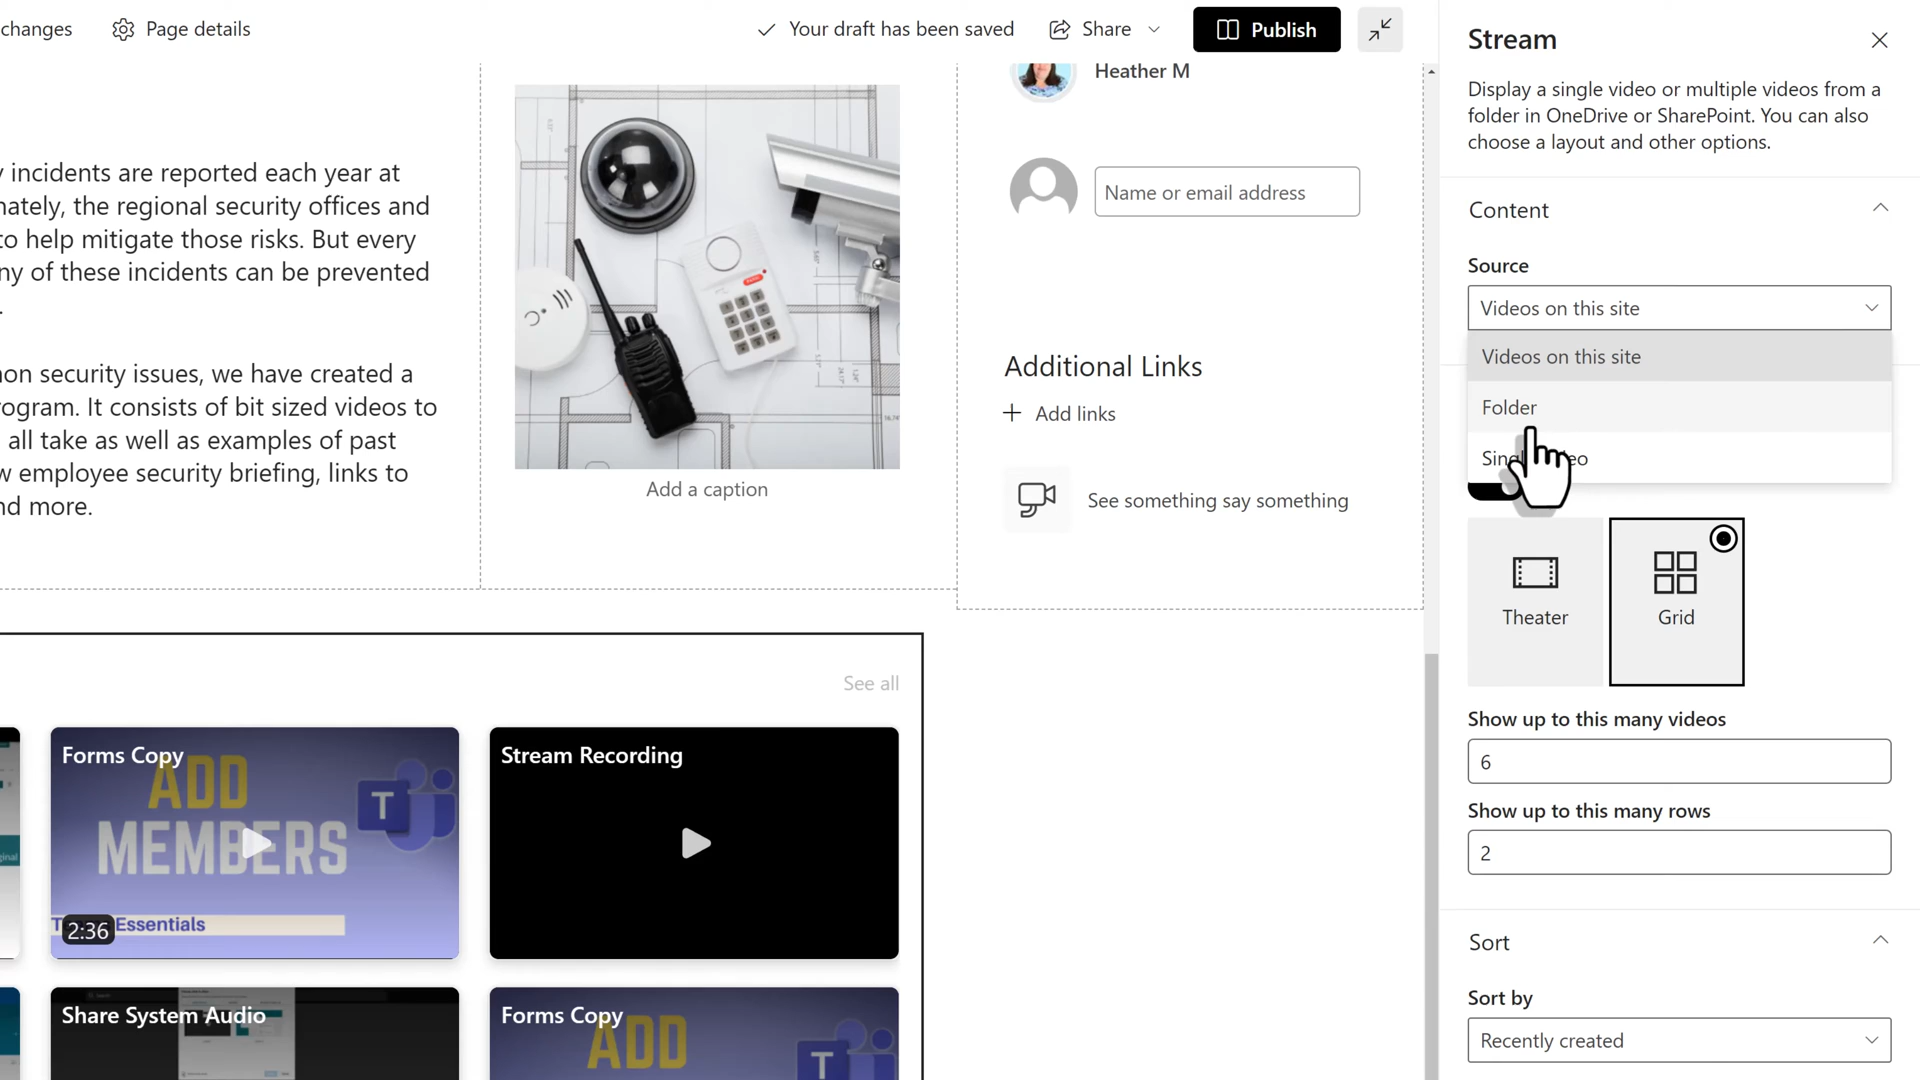 changes
Page details
Your draft has been saved
Share
Publish
y incidents are reported each year at
nately, the regional security offices and
to help mitigate those risks. But every
ny of these incidents can be prevented
.
non security issues, we have created a
rogram. It consists of bit sized videos to
all take as well as examples of past
w employee security briefing, links to
nd more.
Add a caption
Heather M
Name or email address
Additional Links
Add links
See something say something
See all
Forms Copy
ADD
MEMBERS
T
Essentials
2:36
Stream Recording
Share System Audio
Forms Copy
ADD
T
Stream
Display a single video or multiple videos from a
folder in OneDrive or SharePoint. You can also
choose a layout and other options.
Content
Source
Videos on this site
Videos on this site
Folder
Theater
Grid
Show up to this many videos
6
Show up to this many rows
2
Sort
Sort by
Recently created